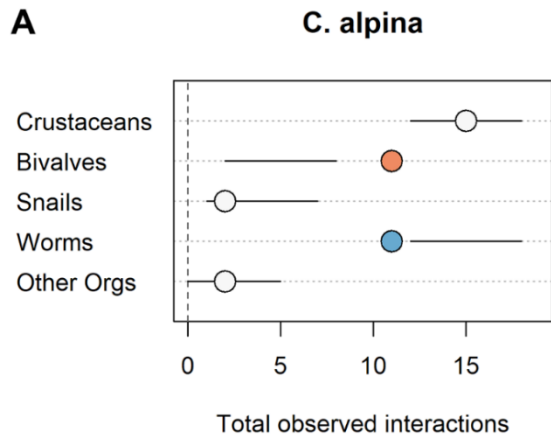 A
C. alpina
Crustaceans
Bivalves
Snails
Worms
Other Orgs
0 5 10 15
Total observed interactions